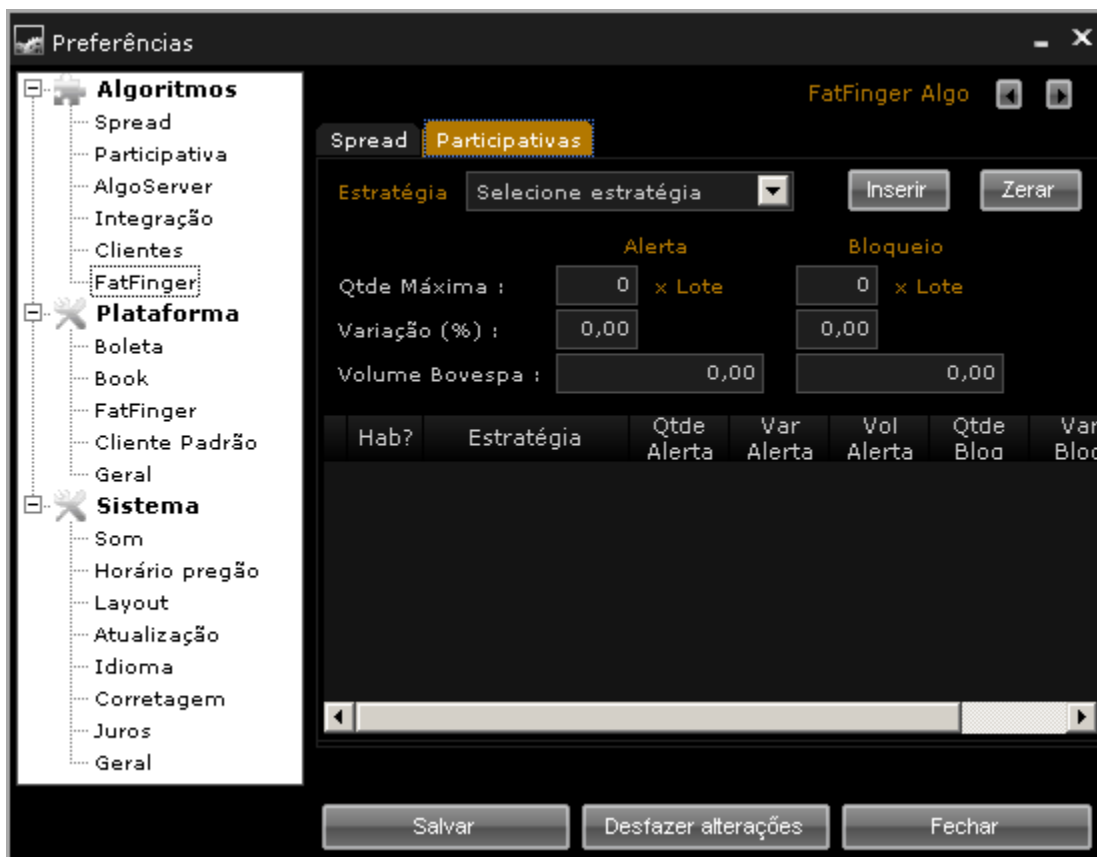 Preferências
Algoritmos
Spread
Participativa
AlgoServer
Integração
Clientes
FatFinger
Plataforma
Boleta
Book
FatFinger
Cliente Padrão
Geral
Sistema
Som
Horário pregão
Layout
Atualização
Idioma
Corretagem
Juros
Geral
FatFinger Algo
Spread Participativas
Estratégia Selecione estratégia Inserir Zerar
Alerta Bloqueio
Qtde Máxima : 0 x Lote 0 x Lote
Variação (%) : 0,00 0,00
Volume Bovespa : 0,00 0,00
Hab? Estratégia Qtde Alerta Var Alerta Vol Alerta Qtde Bloq Var Bloq
Salvar Desfazer alterações Fechar